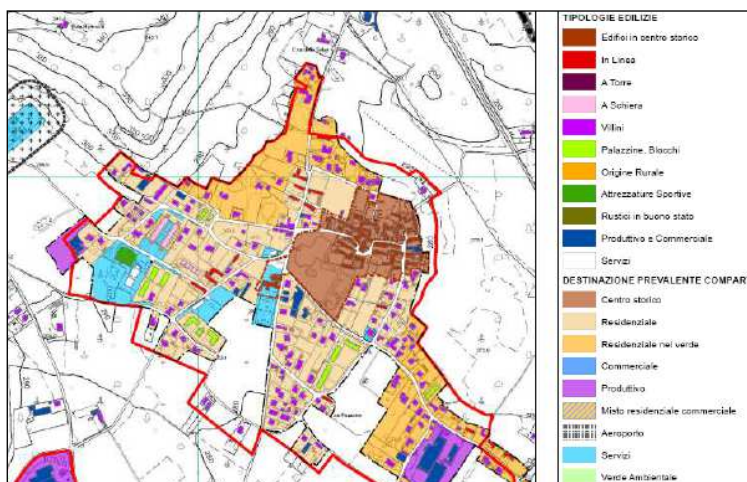 TIPOLOGIE EDILIZIE
Edifici in centro storico
In Linea
A Torre
A Schiera
Villini
Palazzine, Blocchi
Origine Rurale
Attrezzature Sportive
Rustici in buono stato
Produttivo e Commerciale
Servizi
DESTINAZIONE PREVALENTE COMPART
Centro storico
Residenziale
Residenziale nel verde
Commerciale
Produttivo
Misto residenziale commerciale
Aeroporto
Servizi
Verde Ambientale